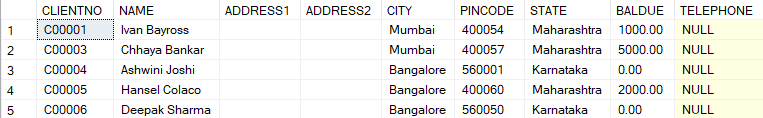 CLIENTNO NAME ADDRESS1 ADDRESS2 CITY PINCODE STATE BALDUE TELEPHONE
1 C00001 Ivan Bayross Mumbai 400054 Maharashtra 1000.00 NULL
2 C00003 Chhaya Bankar Mumbai 400057 Maharashtra 5000.00 NULL
3 C00004 Ashwini Joshi Bangalore 560001 Karnataka 0.00 NULL
4 C00005 Hansel Colaco Bangalore 400060 Maharashtra 2000.00 NULL
5 C00006 Deepak Sharma Bangalore 560050 Karnataka 0.00 NULL